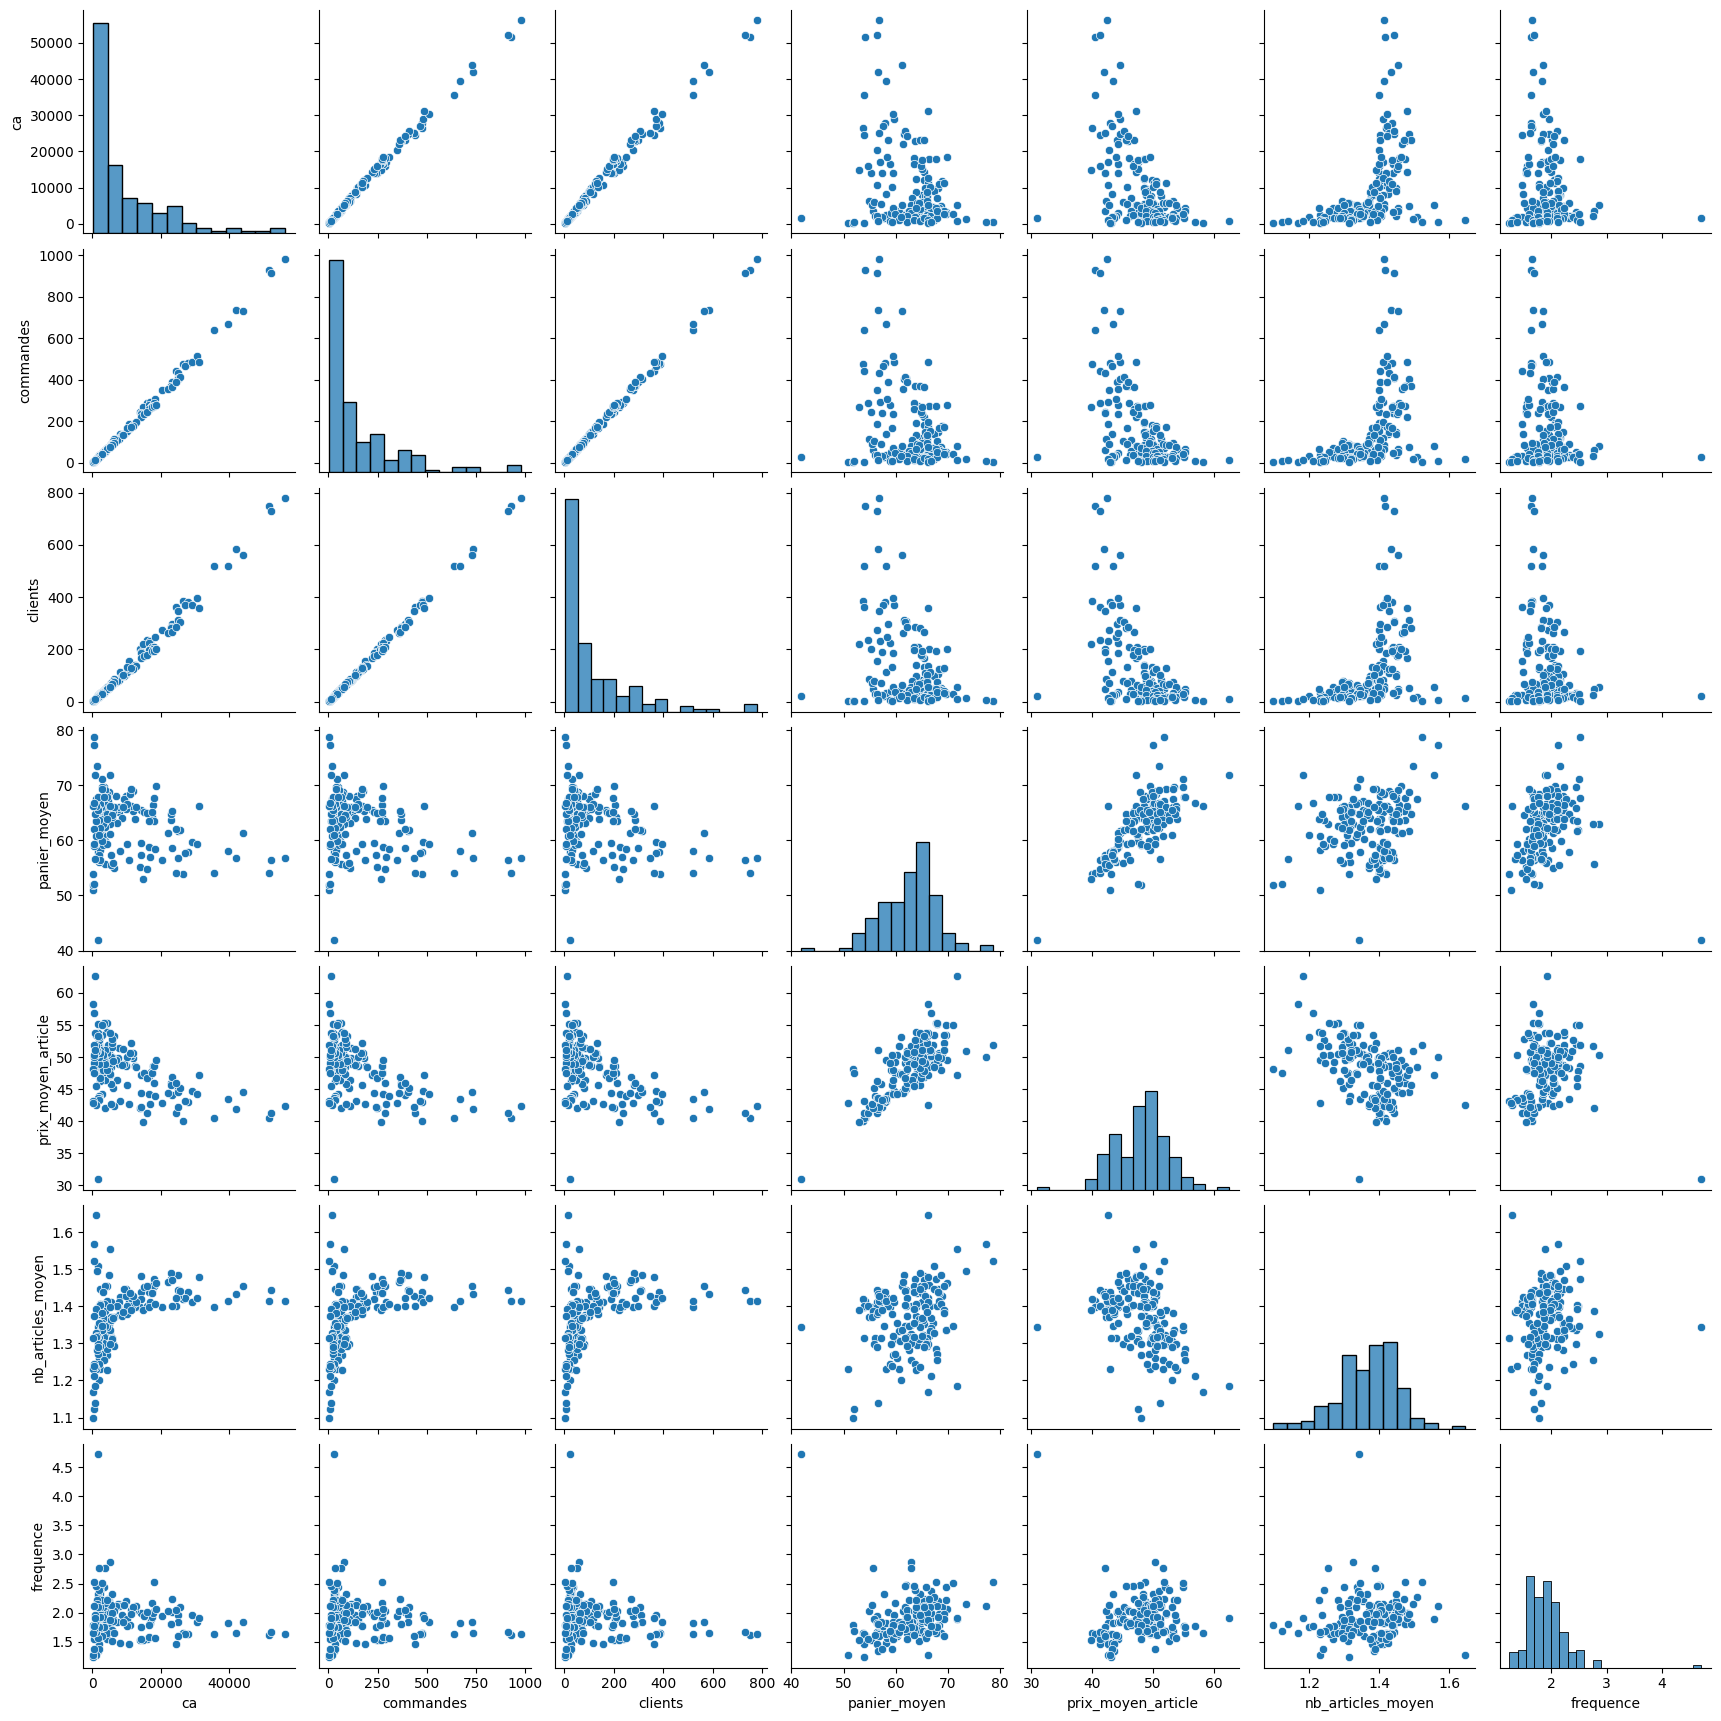 50000
40000
30000
20000
10000
0
ca
1000
800
600
400
200
0
commandes
800
600
400
200
0
clients
80
70
60
50
40
panier_moyen
60
55
50
45
40
35
30
prix_moyen_article
1.6
1.5
1.4
1.3
1.2
1.1
nb_articles_moyen
4.5
4.0
3.5
3.0
2.5
2.0
1.5
frequence
0 20000 40000
ca
0 250 500 750 1000
commandes
0 200 400 600 800
clients
40 50 60 70 80
panier_moyen
30 40 50 60
prix_moyen_article
1.2 1.4 1.6
nb_articles_moyen
2 3 4
frequence